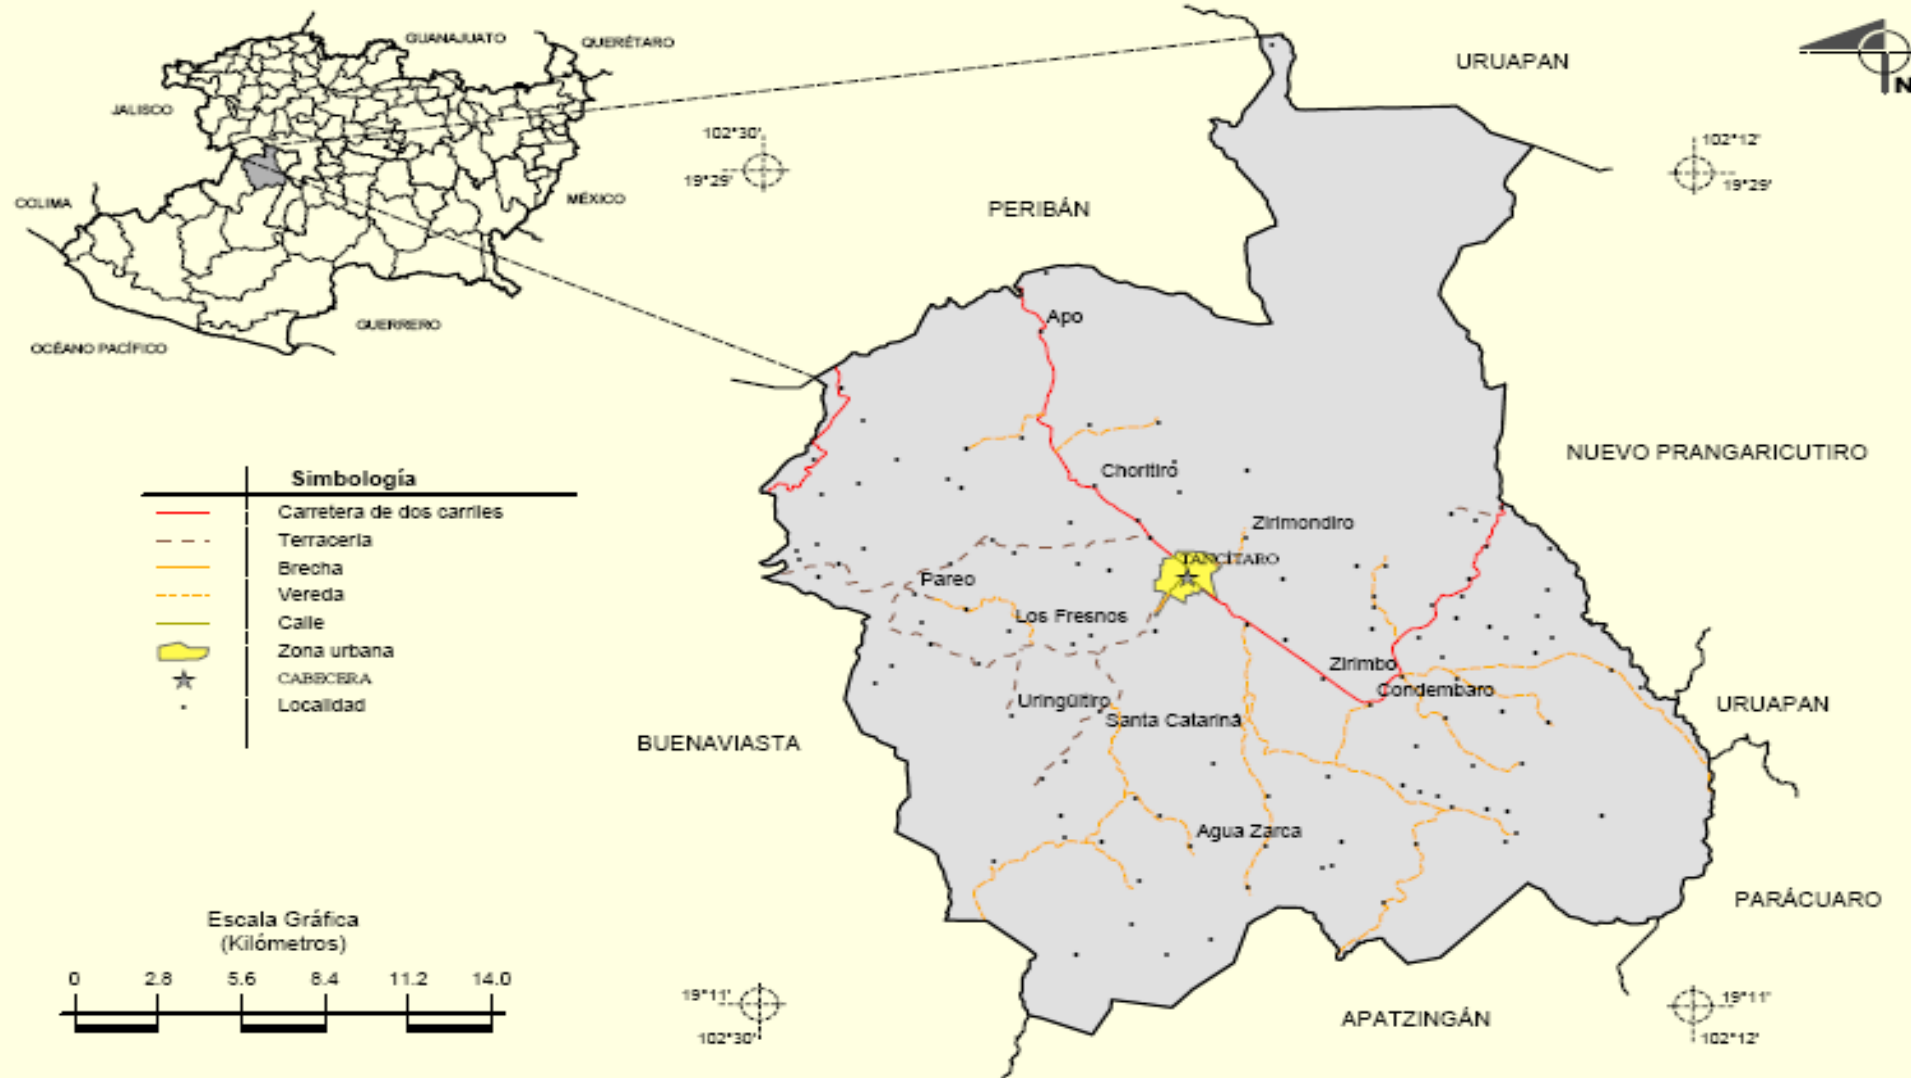 GUANAJUATO
QUERÉTARO
JALISCO
COLIMA
MÉXICO
GUERRERO
OCÉANO PACÍFICO
URUAPAN
N
102°30'
19°29'
102°12'
19°29'
PERIBÁN
Apo
NUEVO PRANGARICUTIRO
Choritiró
Zirimondiro
TANCÍTARO
Pareo
Los Fresnos
Zirimbo
Condembaro
Uringüitiro
Santa Catarina
URUAPAN
BUENAVIASTA
Agua Zarca
PARÁCUARO
APATZINGÁN
Simbología
Carretera de dos carriles
Terracería
Brecha
Vereda
Calle
Zona urbana
CABECERA
Localidad
Escala Gráfica
(Kilómetros)
0 2.8 5.6 8.4 11.2 14.0
19°11'
102°30'
19°11'
102°12'